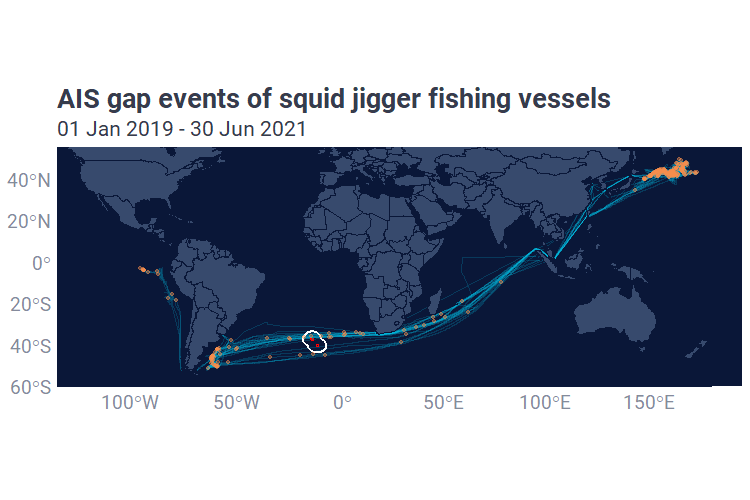 AIS gap events of squid jigger fishing vessels
01 Jan 2019 - 30 Jun 2021
40°N
20°N
0°
20°S
40°S
60°S
100°W 50°W 0° 50°E 100°E 150°E